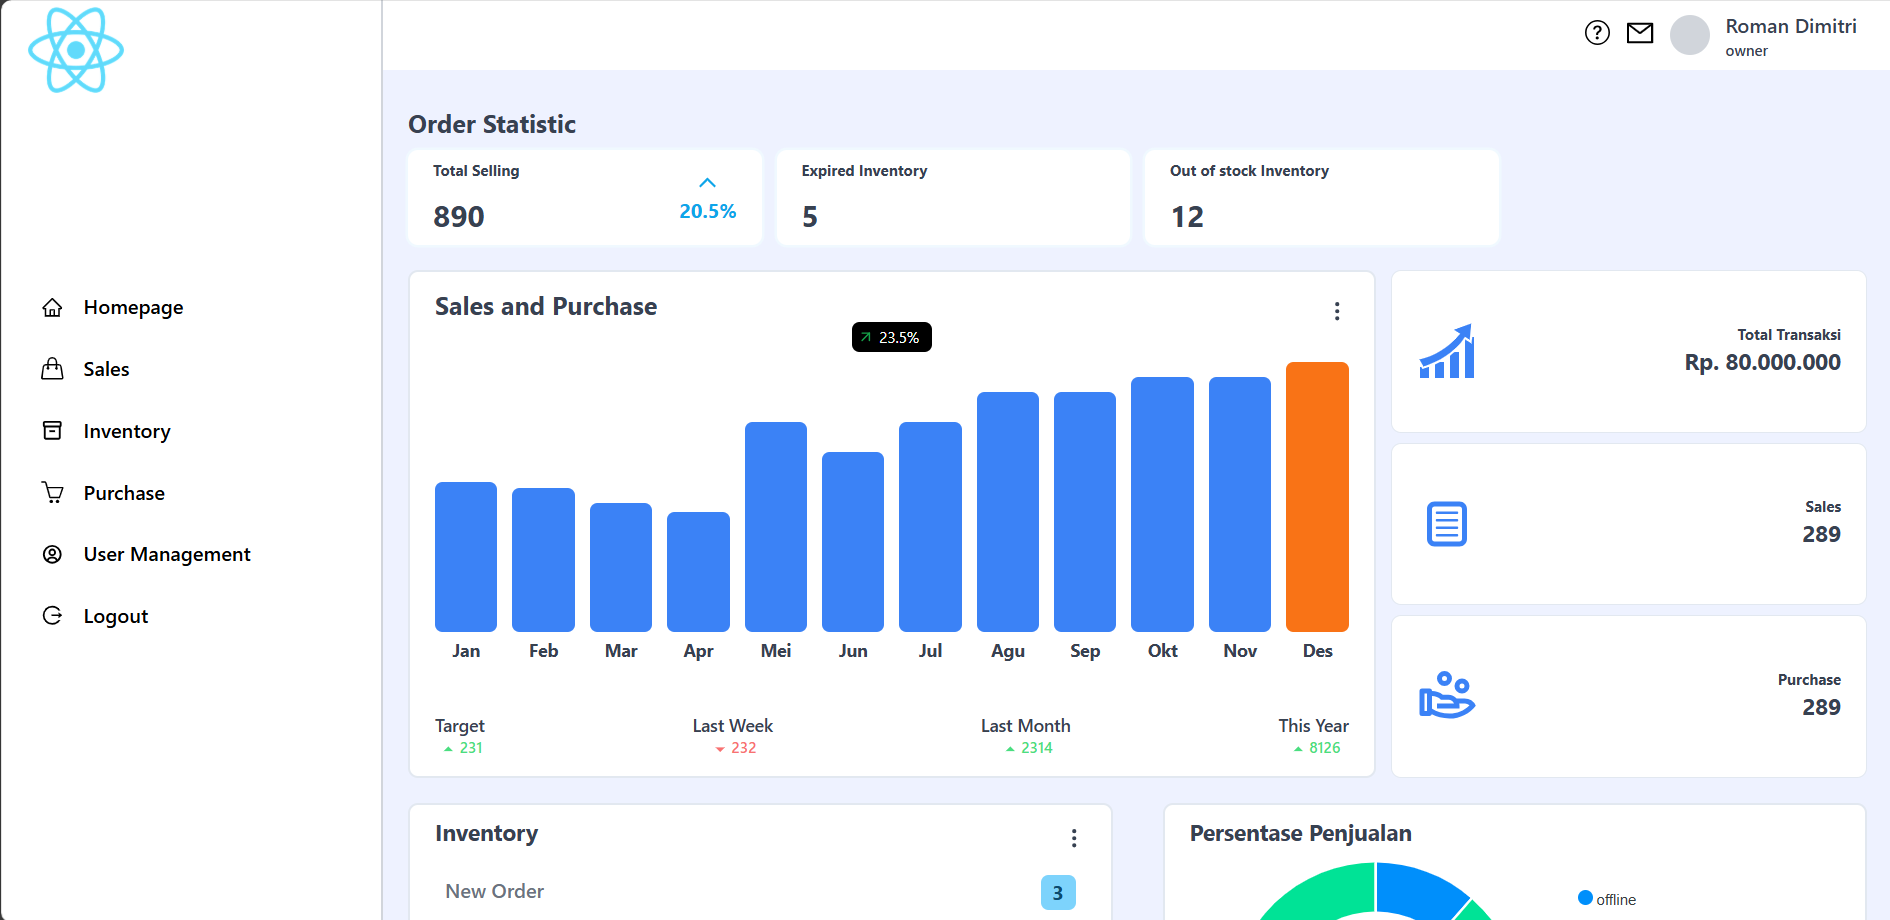 Roman Dimitri
owner
Homepage
Sales
Inventory
Purchase
User Management
Logout
Order Statistic
Total Selling
890
20.5%
Expired Inventory
5
Out of stock Inventory
12
Sales and Purchase
23.5%
Jan Feb Mar Apr Mei Jun Jul Agu Sep Okt Nov Des
Target Last Week Last Month This Year
231 232 2314 8126
Total Transaksi
Rp. 80.000.000
Sales
289
Purchase
289
Inventory
New Order 3
Persentase Penjualan
offline